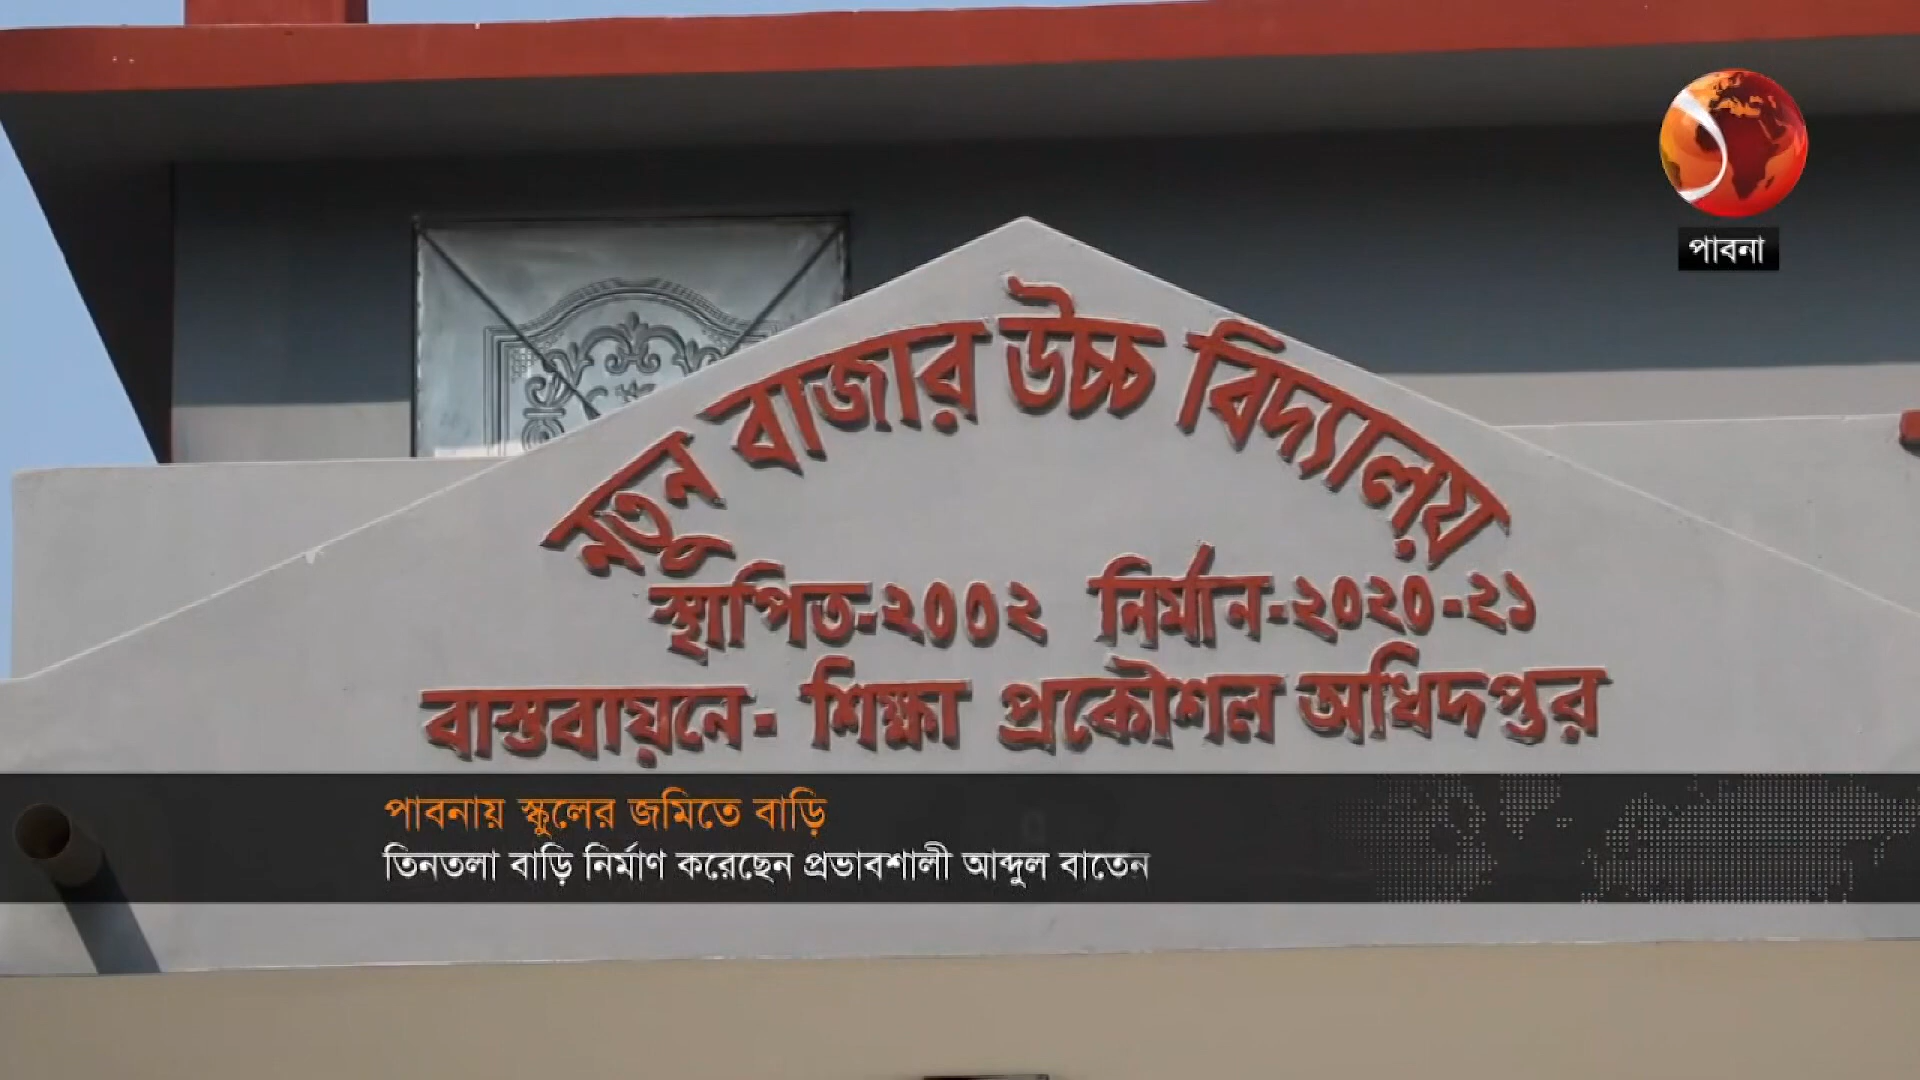 পাবনা
নতুন বাজার উচ্চ বিদ্যালয়
স্থাপিত-২০০২ নির্মান-২০২০-২১
বাস্তবায়নে- শিক্ষা প্রকৌশল অধিদপ্তর
পাবনায় স্কুলের জমিতে বাড়ি
তিনতলা বাড়ি নির্মাণ করেছেন প্রভাবশালী আব্দুল বাতেন